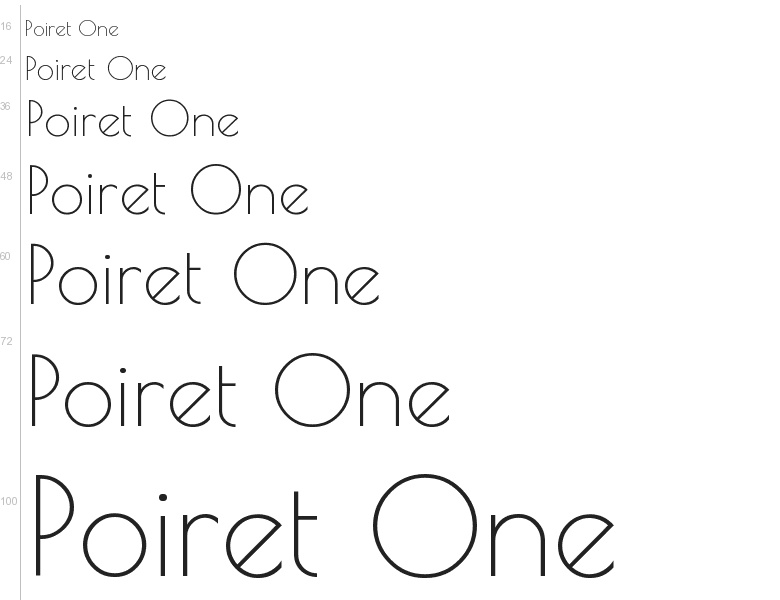 16 Poiret One
24 Poiret One
36 Poiret One
48 Poiret One
60 Poiret One
72 Poiret One
100 Poiret One